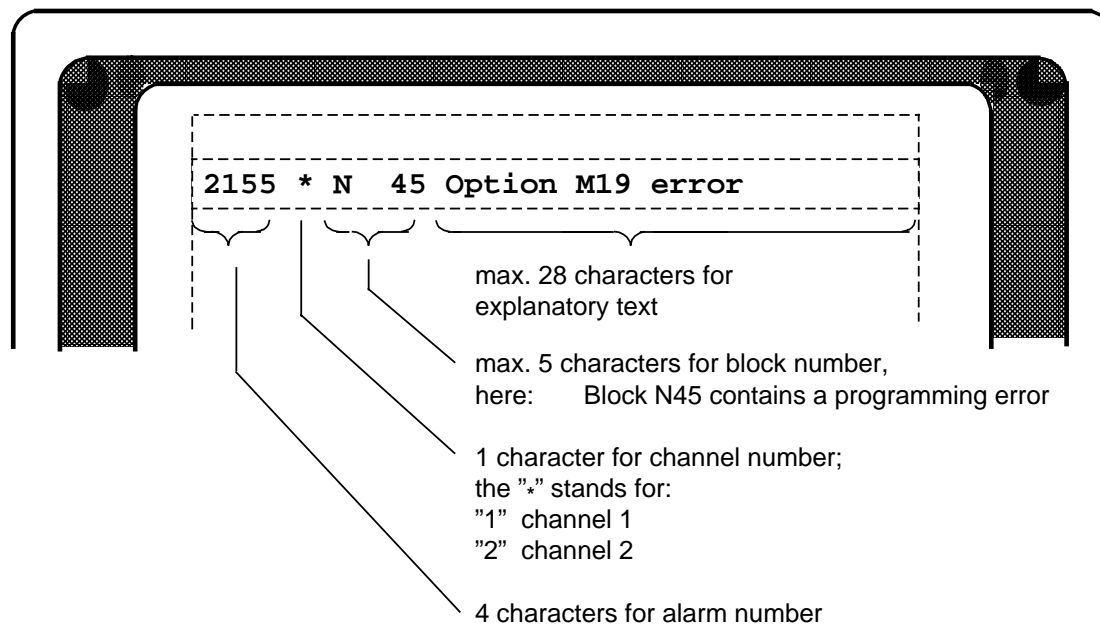 2155 * N  45 Option M19 error
max. 28 characters for
explanatory text
max. 5 characters for block number,
here: Block N45 contains a programming error
1 character for channel number;
the ”*” stands for:
”1” channel 1
”2” channel 2
4 characters for alarm number